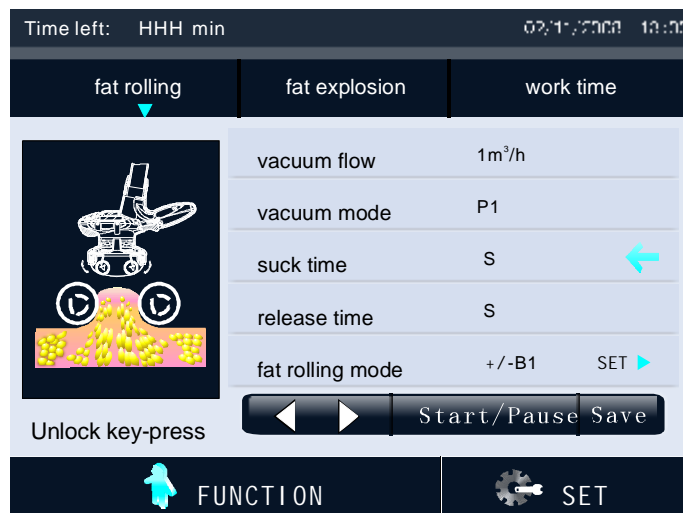 Time left: HHH min
fat rolling fat explosion work time
vacuum flow 1m³/h
vacuum mode P1
suck time S
release time S
fat rolling mode +/-B1 SET
Start/Pause Save
Unlock key-press
FUNCTION SET